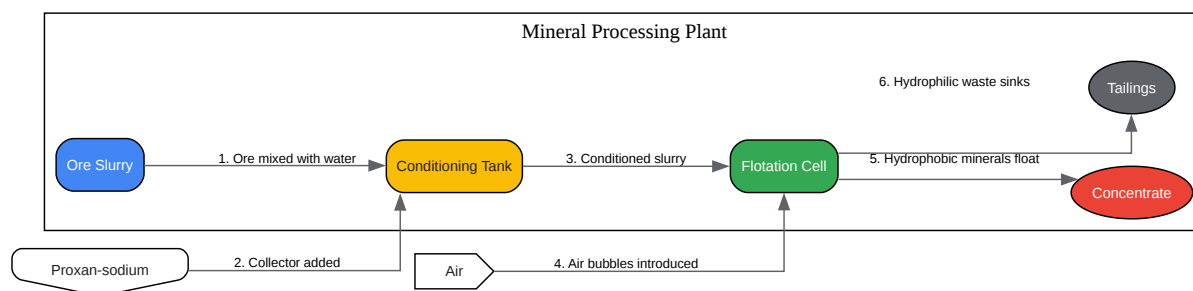 Mineral Processing Plant
6. Hydrophilic waste sinks
Tailings
Ore Slurry
1. Ore mixed with water
Conditioning Tank
3. Conditioned slurry
Flotation Cell
5. Hydrophobic minerals float
Concentrate
Proxan-sodium
2. Collector added
Air
4. Air bubbles introduced